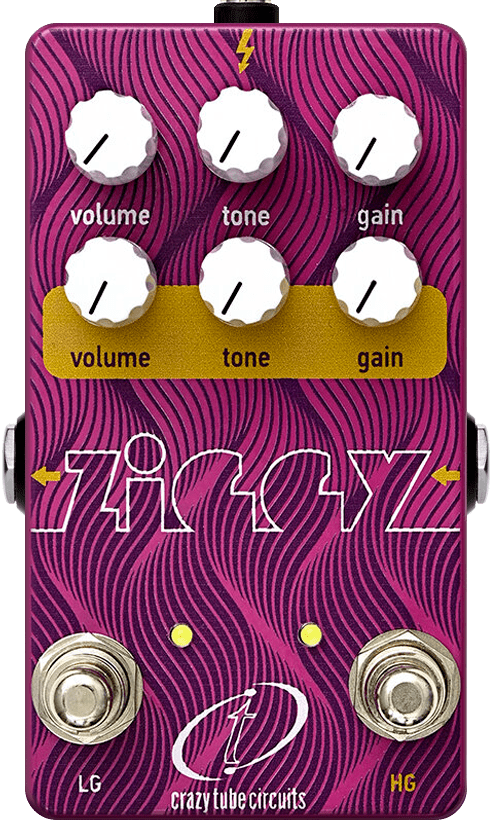 volume tone gain
volume tone gain
ziggy
LG HG
t
crazy tube circuits